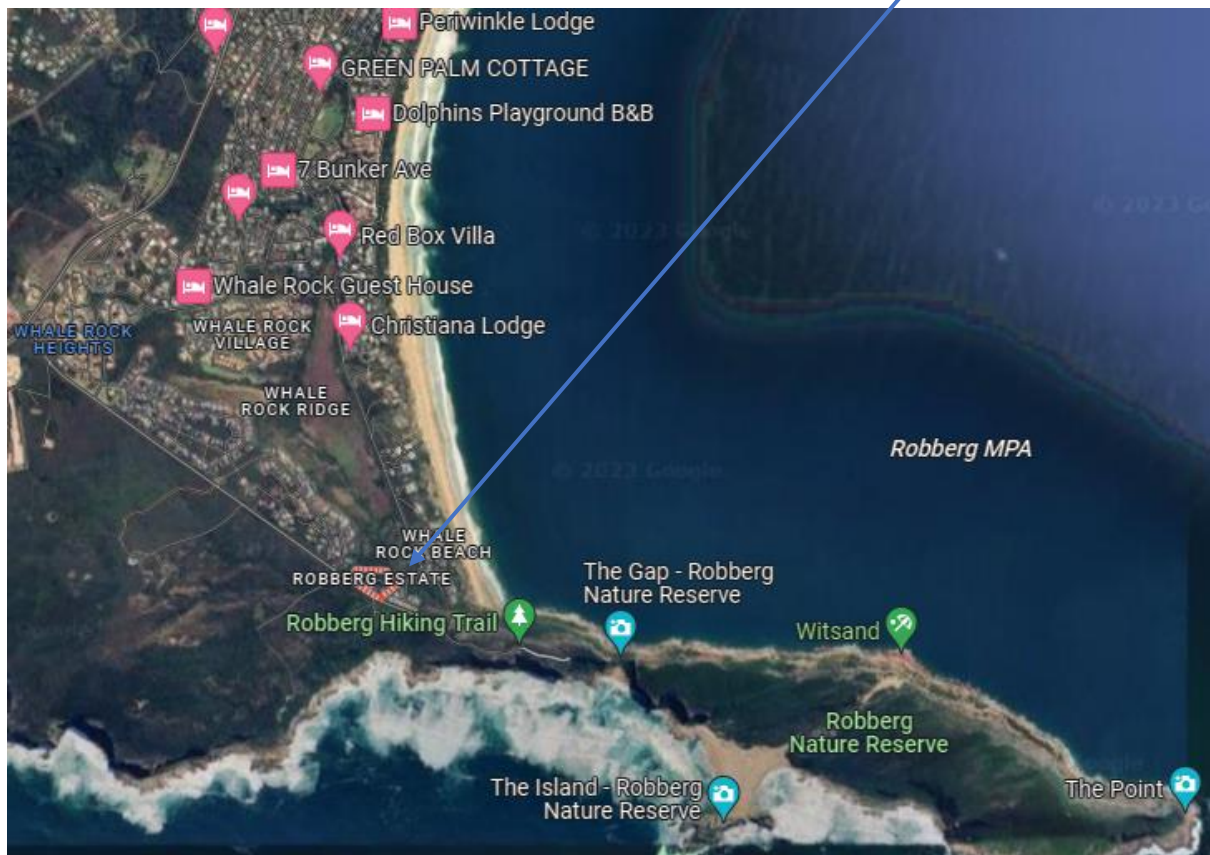 Periwinkle Lodge
GREEN PALM COTTAGE
Dolphins Playground B&B
7 Bunker Ave
© 2023 Go
© 2023 Google
Red Box Villa
Whale Rock Guest House
WHALE ROCK
HEIGHTS
WHALE ROCK
VILLAGE
Christiana Lodge
WHALE
ROCK RIDGE
Robberg MPA
© 2023 Google
WHALE
ROCK BEACH
ROBBERG ESTATE
The Gap - Robberg
Nature Reserve
Robberg Hiking Trail
Witsand
Robberg
Nature Reserve
The Island - Robberg
Nature Reserve
The Point